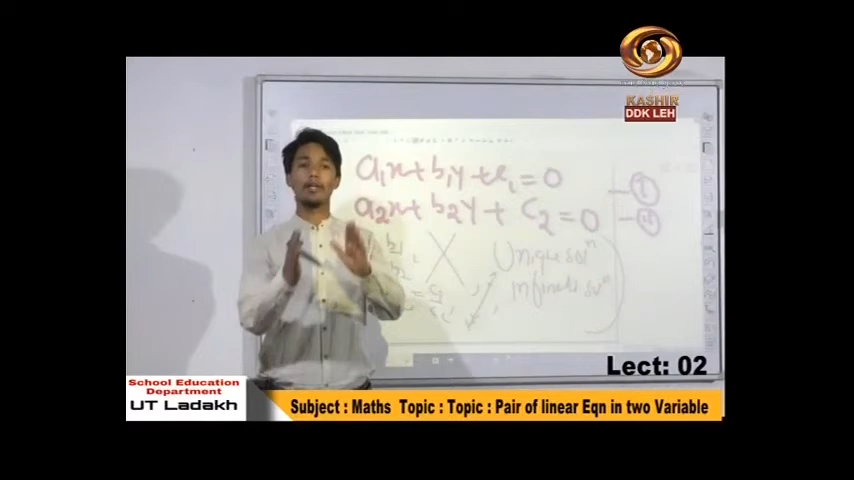 KASHIR
DDK LEH
a₁x + b₁y + c₁ = 0 — (i)
a₂x + b₂y + c₂ = 0 — (ii)
Unique solⁿ
infinite solⁿ
Lect: 02
School Education
Department
UT Ladakh
Subject : Maths Topic : Topic : Pair of linear Eqn in two Variable